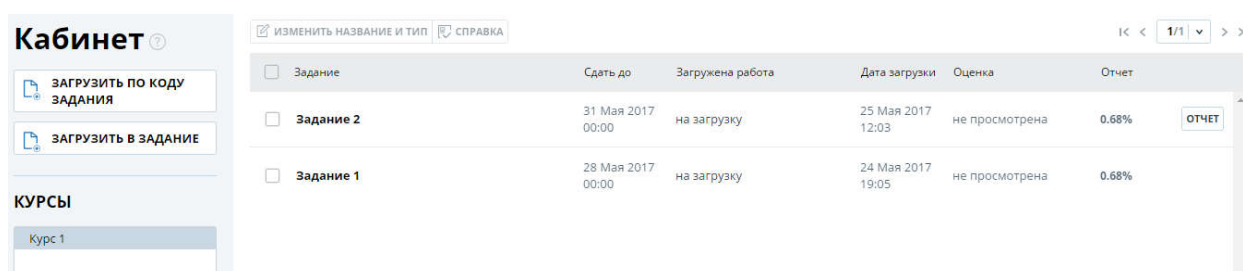 Кабинет ?
ЗАГРУЗИТЬ ПО КОДУ
ЗАДАНИЯ
ЗАГРУЗИТЬ В ЗАДАНИЕ
КУРСЫ
Курс 1
ИЗМЕНИТЬ НАЗВАНИЕ И ТИП СПРАВКА
1/1
Задание Сдать до Загружена работа Дата загрузки Оценка Отчет
Задание 2 31 Мая 2017 00:00 на загрузку 25 Мая 2017 12:03 не просмотрена 0.68% ОТЧЕТ
Задание 1 28 Мая 2017 00:00 на загрузку 24 Мая 2017 19:05 не просмотрена 0.68%